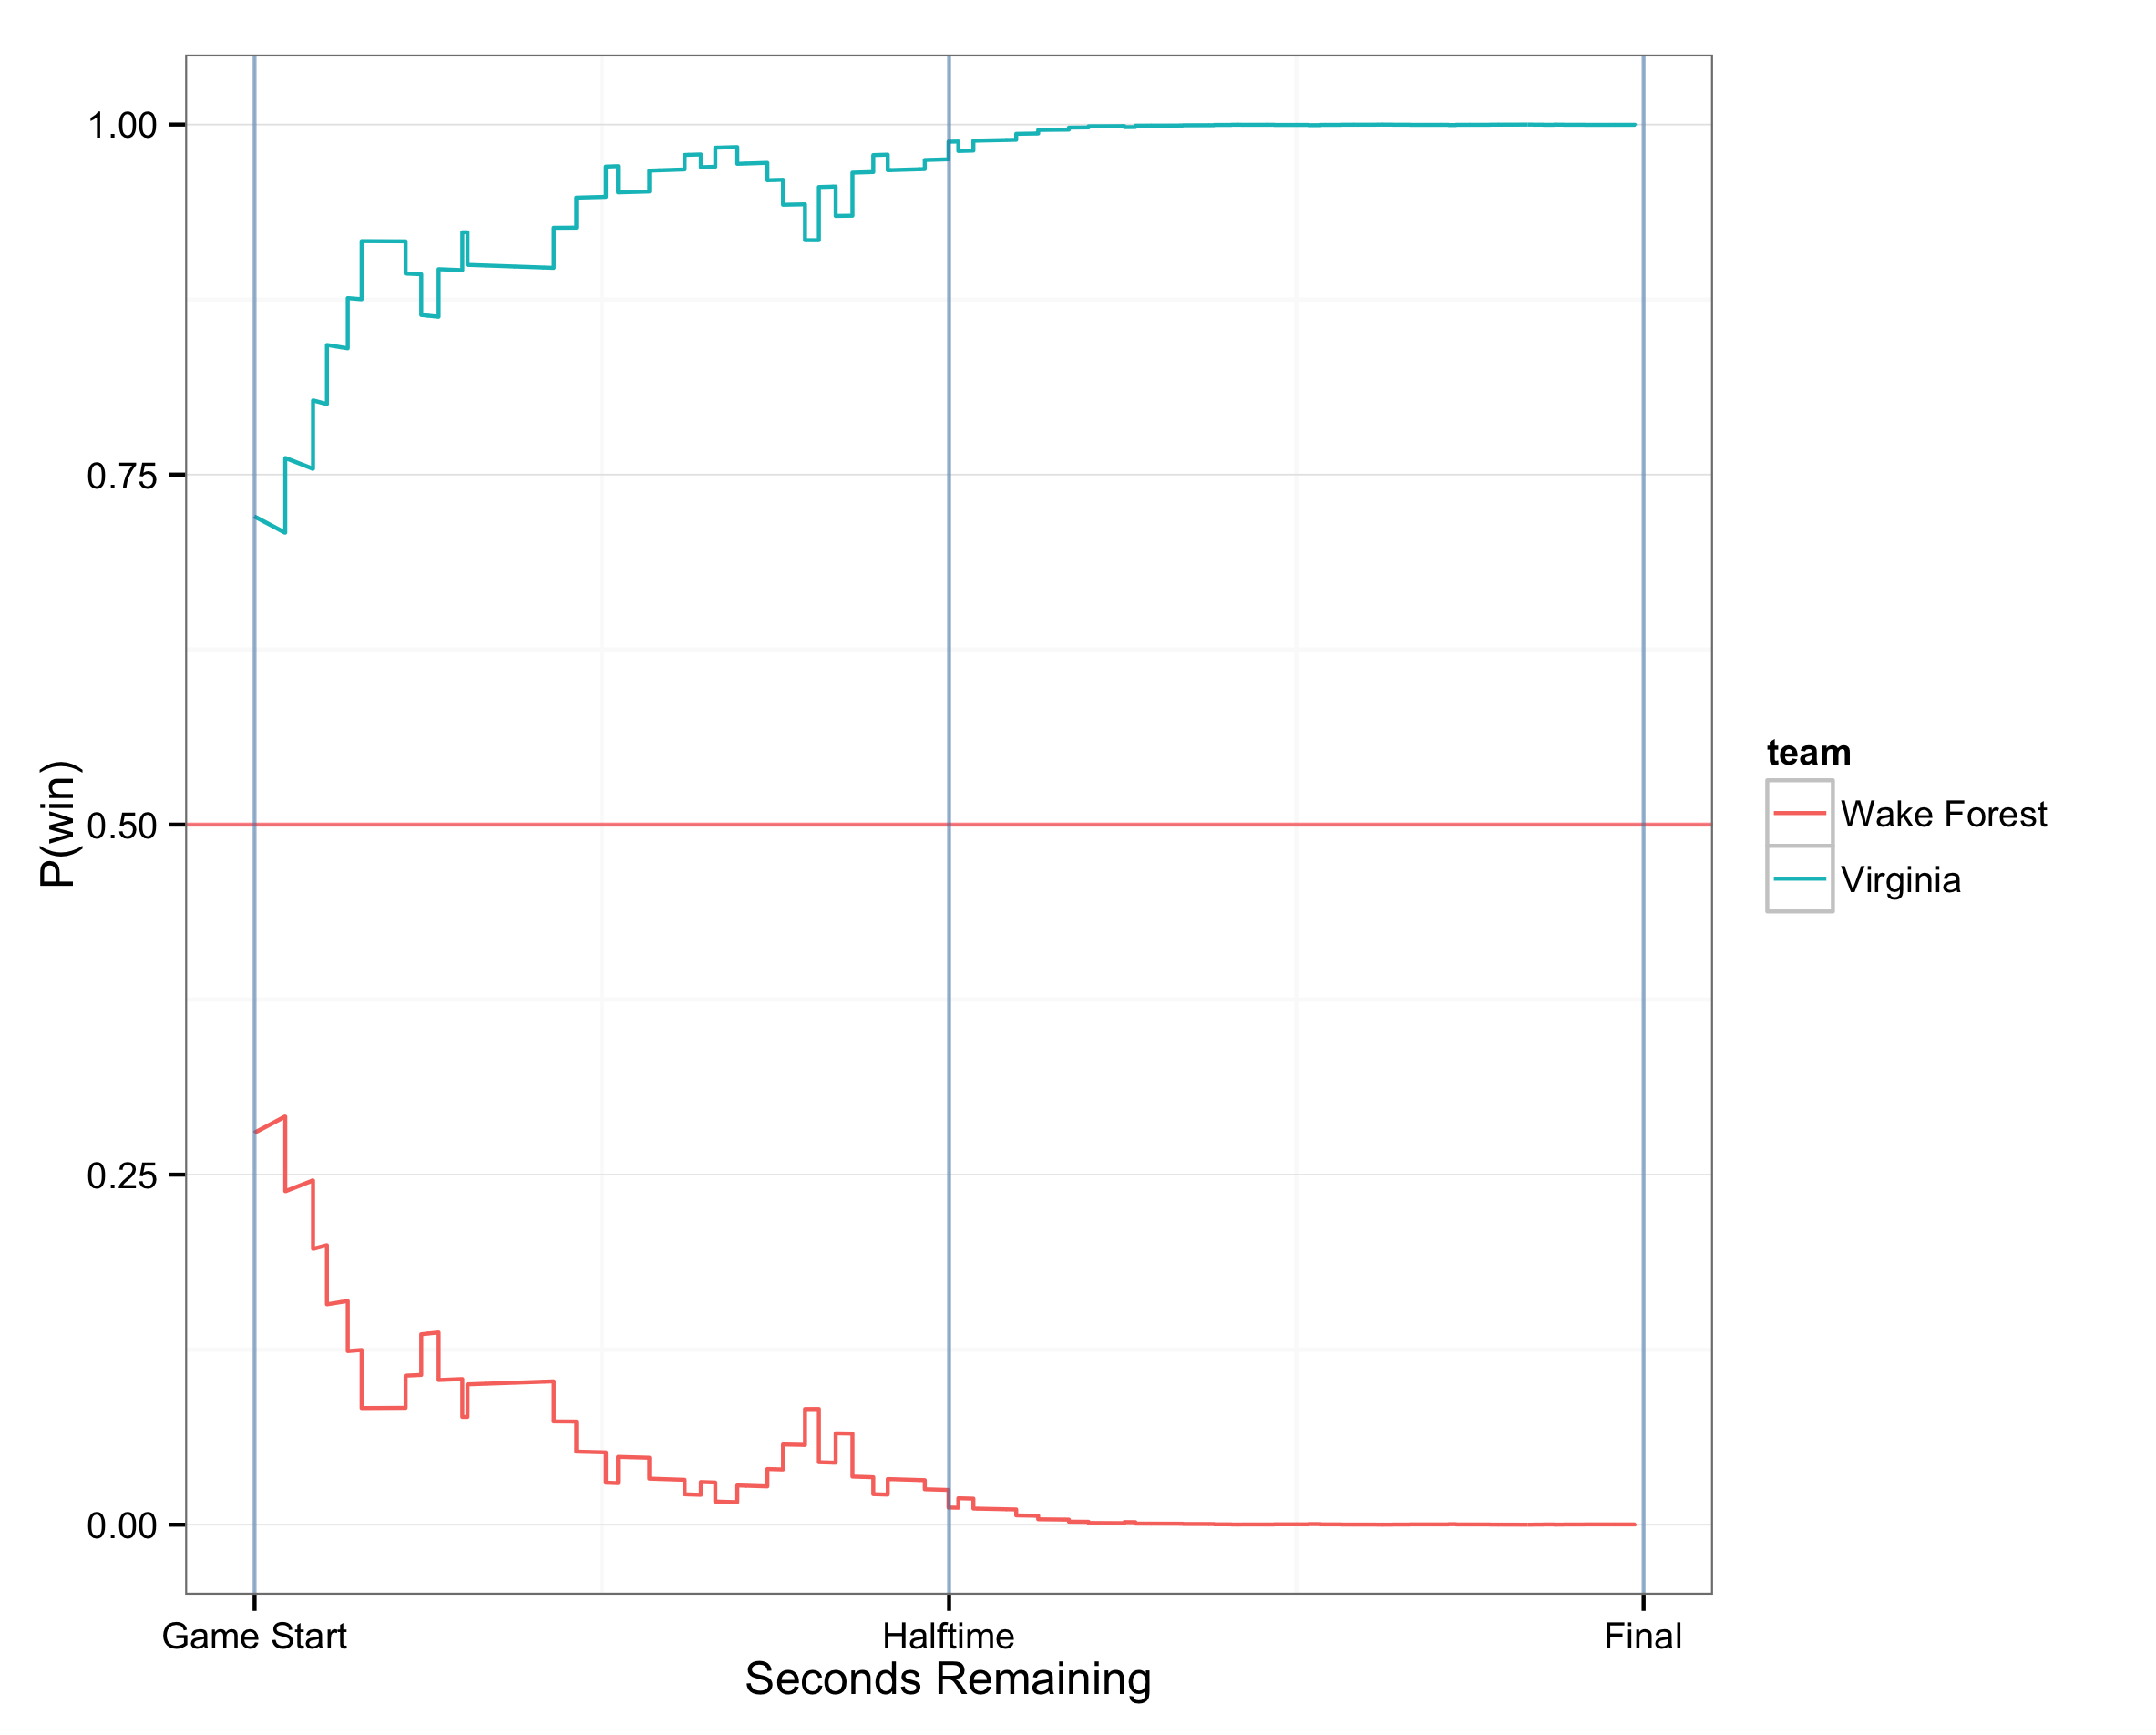 1.00
0.75
0.50
0.25
0.00
P(win)
Game Start
Halftime
Final
Seconds Remaining
team
Wake Forest
Virginia